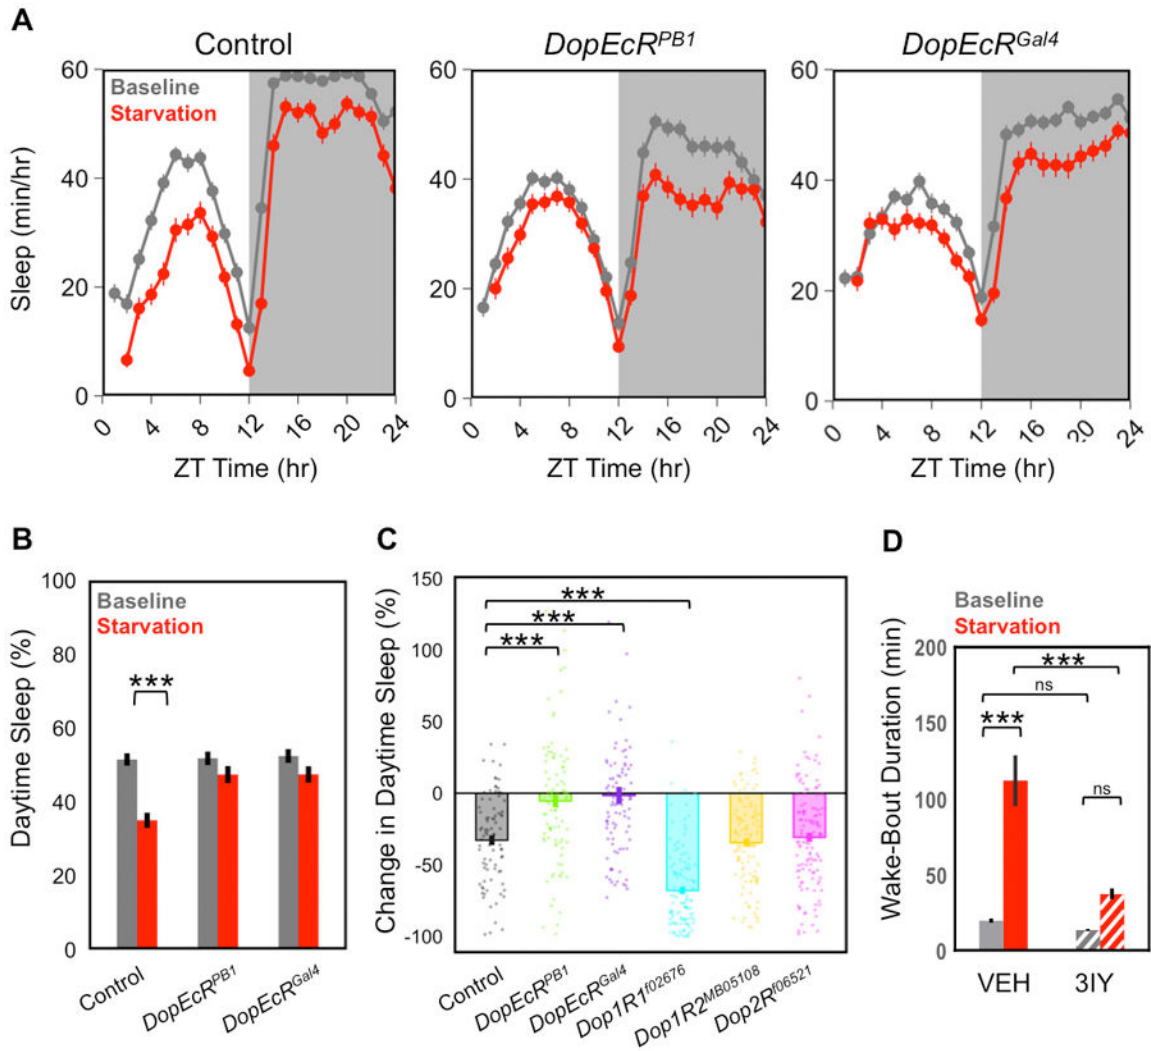 A
Control
DopEcR^PB1
DopEcR^Gal4
Baseline
Starvation
Sleep (min/hr)
60
40
20
0
60
40
20
0
60
40
20
0
0 4 8 12 16 20 24
0 4 8 12 16 20 24
0 4 8 12 16 20 24
ZT Time (hr)
ZT Time (hr)
ZT Time (hr)
B
Baseline
Starvation
Daytime Sleep (%)
100
80
60
40
20
0
***
Control
DopEcR^PB1
DopEcR^Gal4
C
Change in Daytime Sleep (%)
150
100
50
0
-50
-100
***
***
***
Control
DopEcR^PB1
DopEcR^Gal4
Dop1R1^f02676
Dop1R2^MB05108
Dop2R^f06521
D
Baseline
Starvation
Wake-Bout Duration (min)
200
150
100
50
0
***
ns
***
ns
VEH
3IY